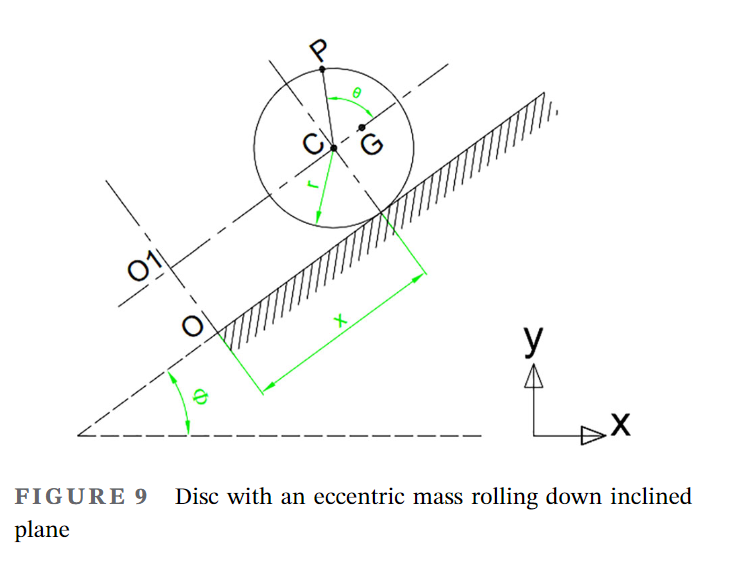 P
θ
C
G
r
O1
O
x
Φ
y
x
FIGURE 9 Disc with an eccentric mass rolling down inclined
plane